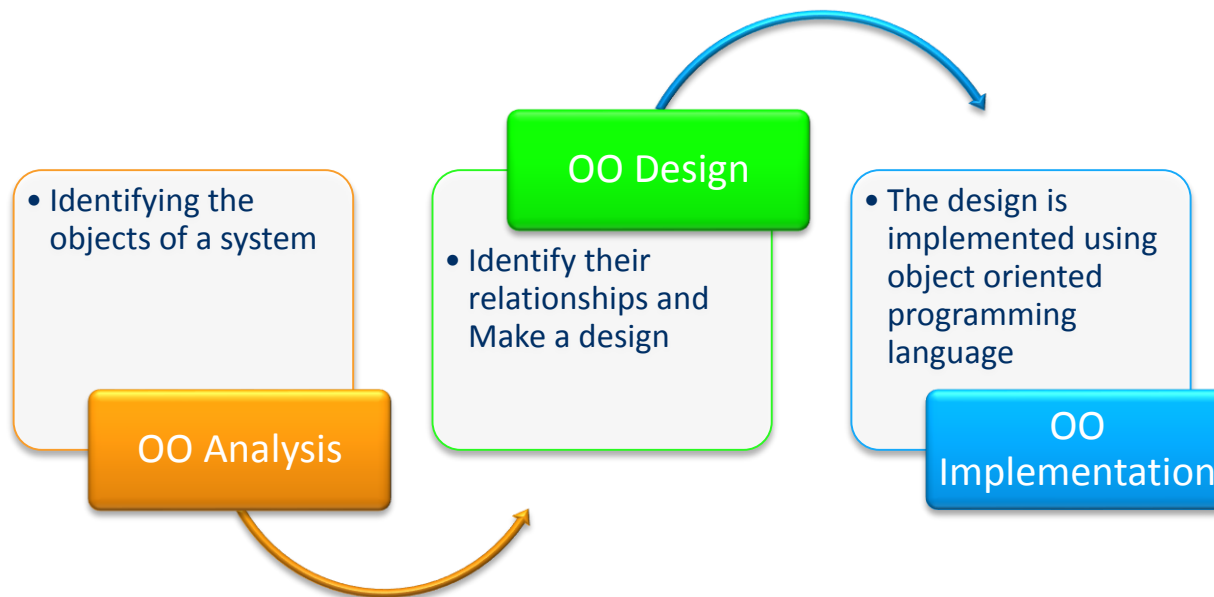 • Identifying the
objects of a system
OO Analysis
OO Design
• Identify their
relationships and
Make a design
• The design is
implemented using
object oriented
programming
language
OO
Implementation